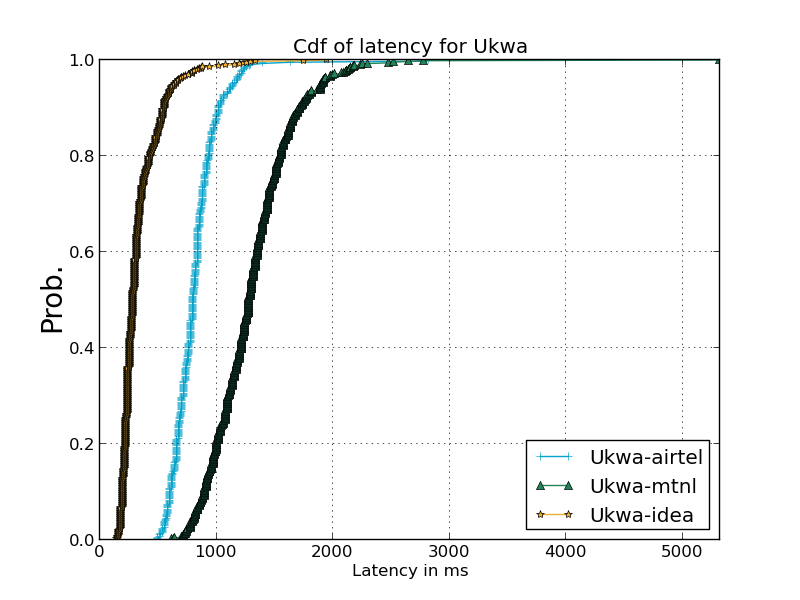 Cdf of latency for Ukwa
Prob.
1.0
0.8
0.6
0.4
0.2
0.0
0 1000 2000 3000 4000 5000
Latency in ms
Ukwa-airtel
Ukwa-mtnl
Ukwa-idea